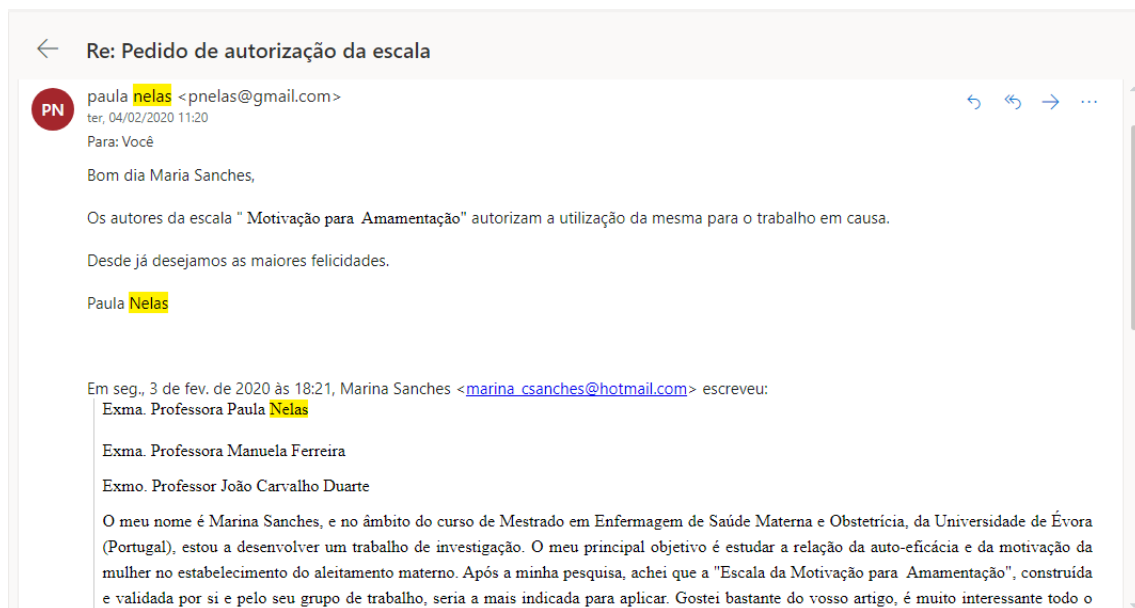 Re: Pedido de autorização da escala
PN
paula nelas <pnelas@gmail.com>
ter, 04/02/2020 11:20
Para: Você
Bom dia Maria Sanches,
Os autores da escala " Motivação para Amamentação" autorizam a utilização da mesma para o trabalho em causa.
Desde já desejamos as maiores felicidades.
Paula Nelas
Em seg., 3 de fev. de 2020 às 18:21, Marina Sanches <marina_csanches@hotmail.com> escreveu:
Exma. Professora Paula Nelas
Exma. Professora Manuela Ferreira
Exmo. Professor João Carvalho Duarte
O meu nome é Marina Sanches, e no âmbito do curso de Mestrado em Enfermagem de Saúde Materna e Obstetrícia, da Universidade de Évora
(Portugal), estou a desenvolver um trabalho de investigação. O meu principal objetivo é estudar a relação da auto-eficácia e da motivação da
mulher no estabelecimento do aleitamento materno. Após a minha pesquisa, achei que a "Escala da Motivação para Amamentação", construída
e validada por si e pelo seu grupo de trabalho, seria a mais indicada para aplicar. Gostei bastante do vosso artigo, é muito interessante todo o